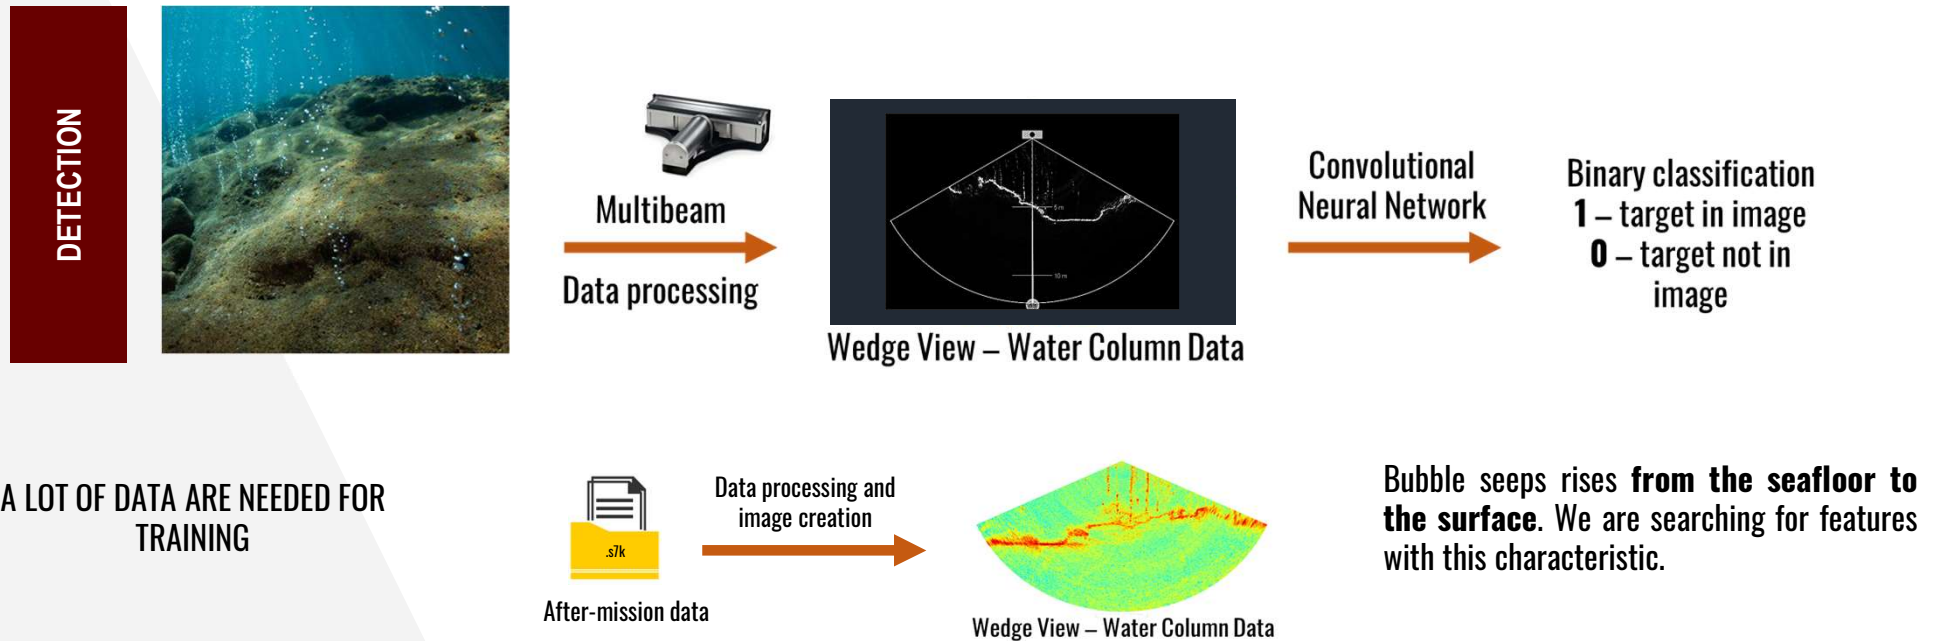 DETECTION
Multibeam
Data processing
5 m
10 m
Wedge View – Water Column Data
Convolutional
Neural Network
Binary classification
1 – target in image
0 – target not in
image
A LOT OF DATA ARE NEEDED FOR
TRAINING
.s7k
After-mission data
Data processing and
image creation
Wedge View – Water Column Data
Bubble seeps rises from the seafloor to
the surface. We are searching for features
with this characteristic.